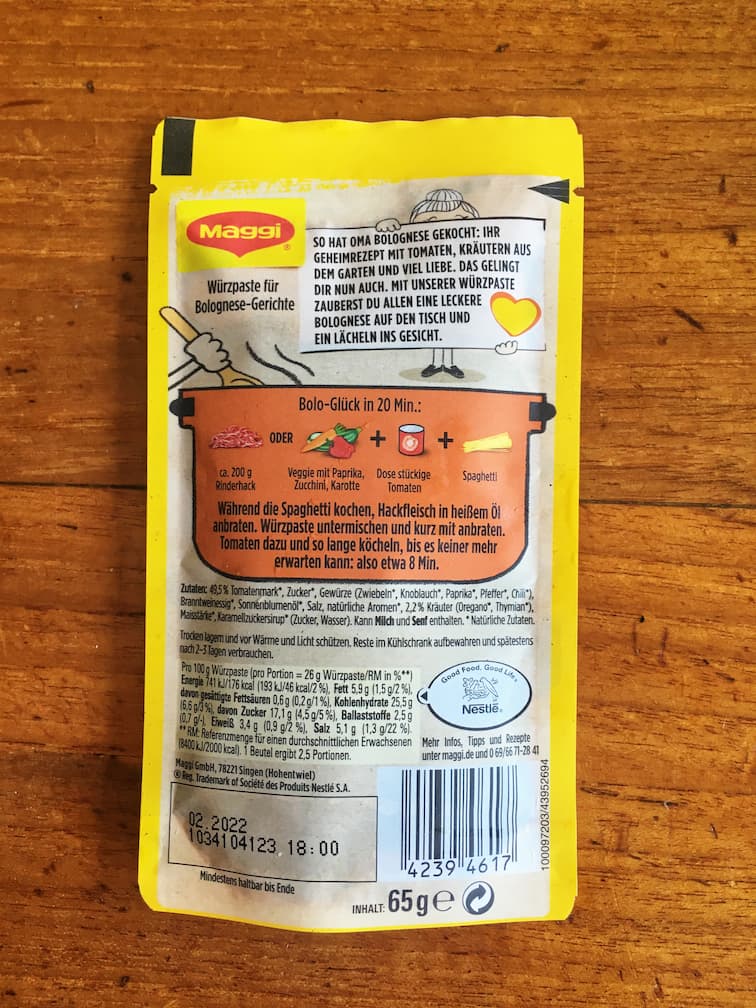 Maggi
®
Würzpaste für
Bolognese-Gerichte
SO HAT OMA BOLOGNESE GEKOCHT: IHR
GEHEIMREZEPT MIT TOMATEN, KRÄUTERN AUS
DEM GARTEN UND VIEL LIEBE. DAS GELINGT
DIR NUN AUCH. MIT UNSERER WÜRZPASTE
ZAUBERST DU ALLEN EINE LECKERE
BOLOGNESE AUF DEN TISCH UND
EIN LÄCHELN INS GESICHT.
Bolo-Glück in 20 Min.:
ODER + +
ca. 200 g
Rinderhack
Veggie mit Paprika,
Zucchini, Karotte
Dose stückige
Tomaten
Spaghetti
Während die Spaghetti kochen, Hackfleisch in heißem Öl
anbraten. Würzpaste untermischen und kurz mit anbraten.
Tomaten dazu und so lange köcheln, bis es keiner mehr
erwarten kann: also etwa 8 Min.
Zutaten: 49,5% Tomatenmark*, Zucker*, Gewürze (Zwiebeln*, Knoblauch*, Paprika*, Pfeffer*, Chili*),
Branntweinessig*, Sonnenblumenöl*, Salz, natürliche Aromen*, 2,2% Kräuter (Oregano*, Thymian*),
Maisstärke*, Karamellzuckersirup* (Zucker, Wasser). Kann Milch und Senf enthalten. * Natürliche Zutaten.
Trocken lagern und vor Wärme und Licht schützen. Reste im Kühlschrank aufbewahren und spätestens
nach 2-3 Tagen verbrauchen.
Pro 100 g Würzpaste (pro Portion = 26 g Würzpaste/RM in %**)
Energie 741 kJ/176 kcal (193 kJ/46 kcal/2 %), Fett 5,9 g (1,5 g/2 %),
davon gesättigte Fettsäuren 0,6 g (0,2 g/1 %), Kohlenhydrate 25,5 g
(6,6 g/3 %), davon Zucker 17,1 g (4,5 g/5 %), Ballaststoffe 2,5 g
(0,7 g/-), Eiweiß 3,4 g (0,9 g/2 %), Salz 5,1 g (1,3 g/22 %).
** RM: Referenzmenge für einen durchschnittlichen Erwachsenen
(8400 kJ/2000 kcal). 1 Beutel ergibt 2,5 Portionen.
Good Food, Good Life
Nestlé®
Mehr Infos, Tipps und Rezepte
unter maggi.de und 0 69/66 71-28 41
Maggi GmbH, 78221 Singen (Hohentwiel)
® Reg. Trademark of Société des Produits Nestlé S.A.
02.2022
1034104123 18:00
Mindestens haltbar bis Ende
4239 4617
100097203/43952694
INHALT: 65 g e